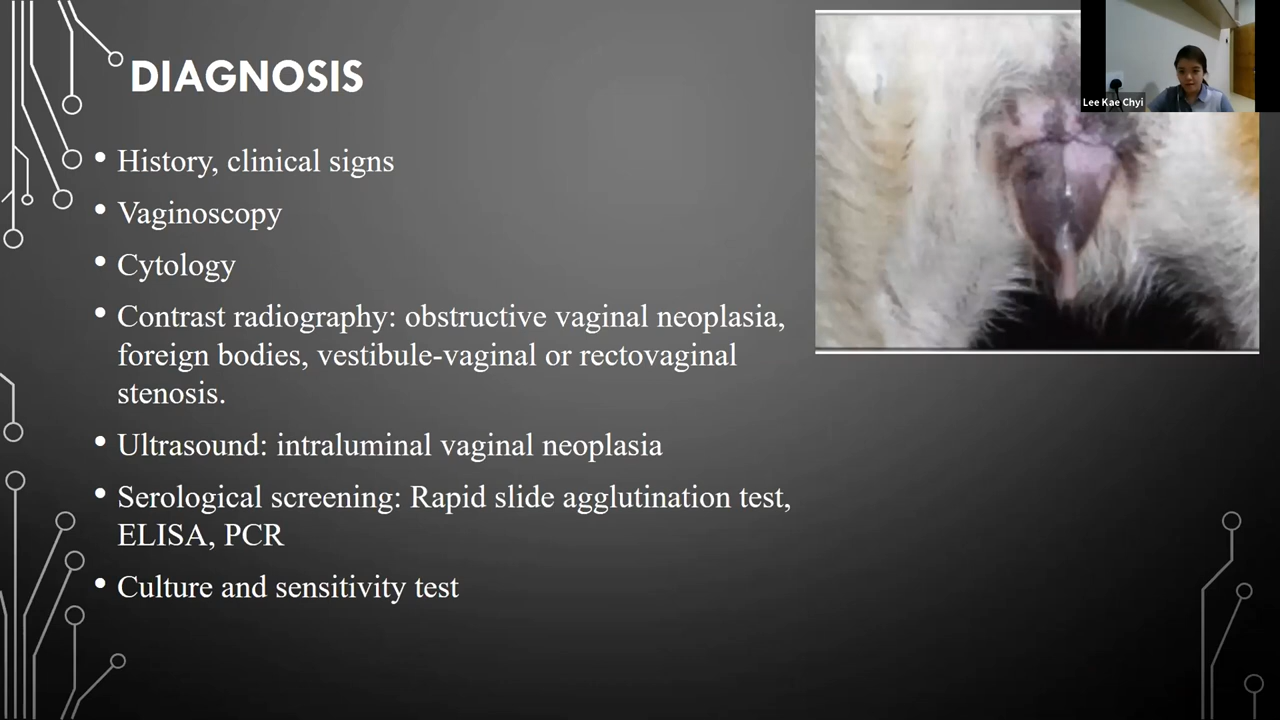 DIAGNOSIS
History, clinical signs
Vaginoscopy
Cytology
Contrast radiography: obstructive vaginal neoplasia,
foreign bodies, vestibule-vaginal or rectovaginal
stenosis.
Ultrasound: intraluminal vaginal neoplasia
Serological screening: Rapid slide agglutination test,
ELISA, PCR
Culture and sensitivity test
Lee Kae Chyi